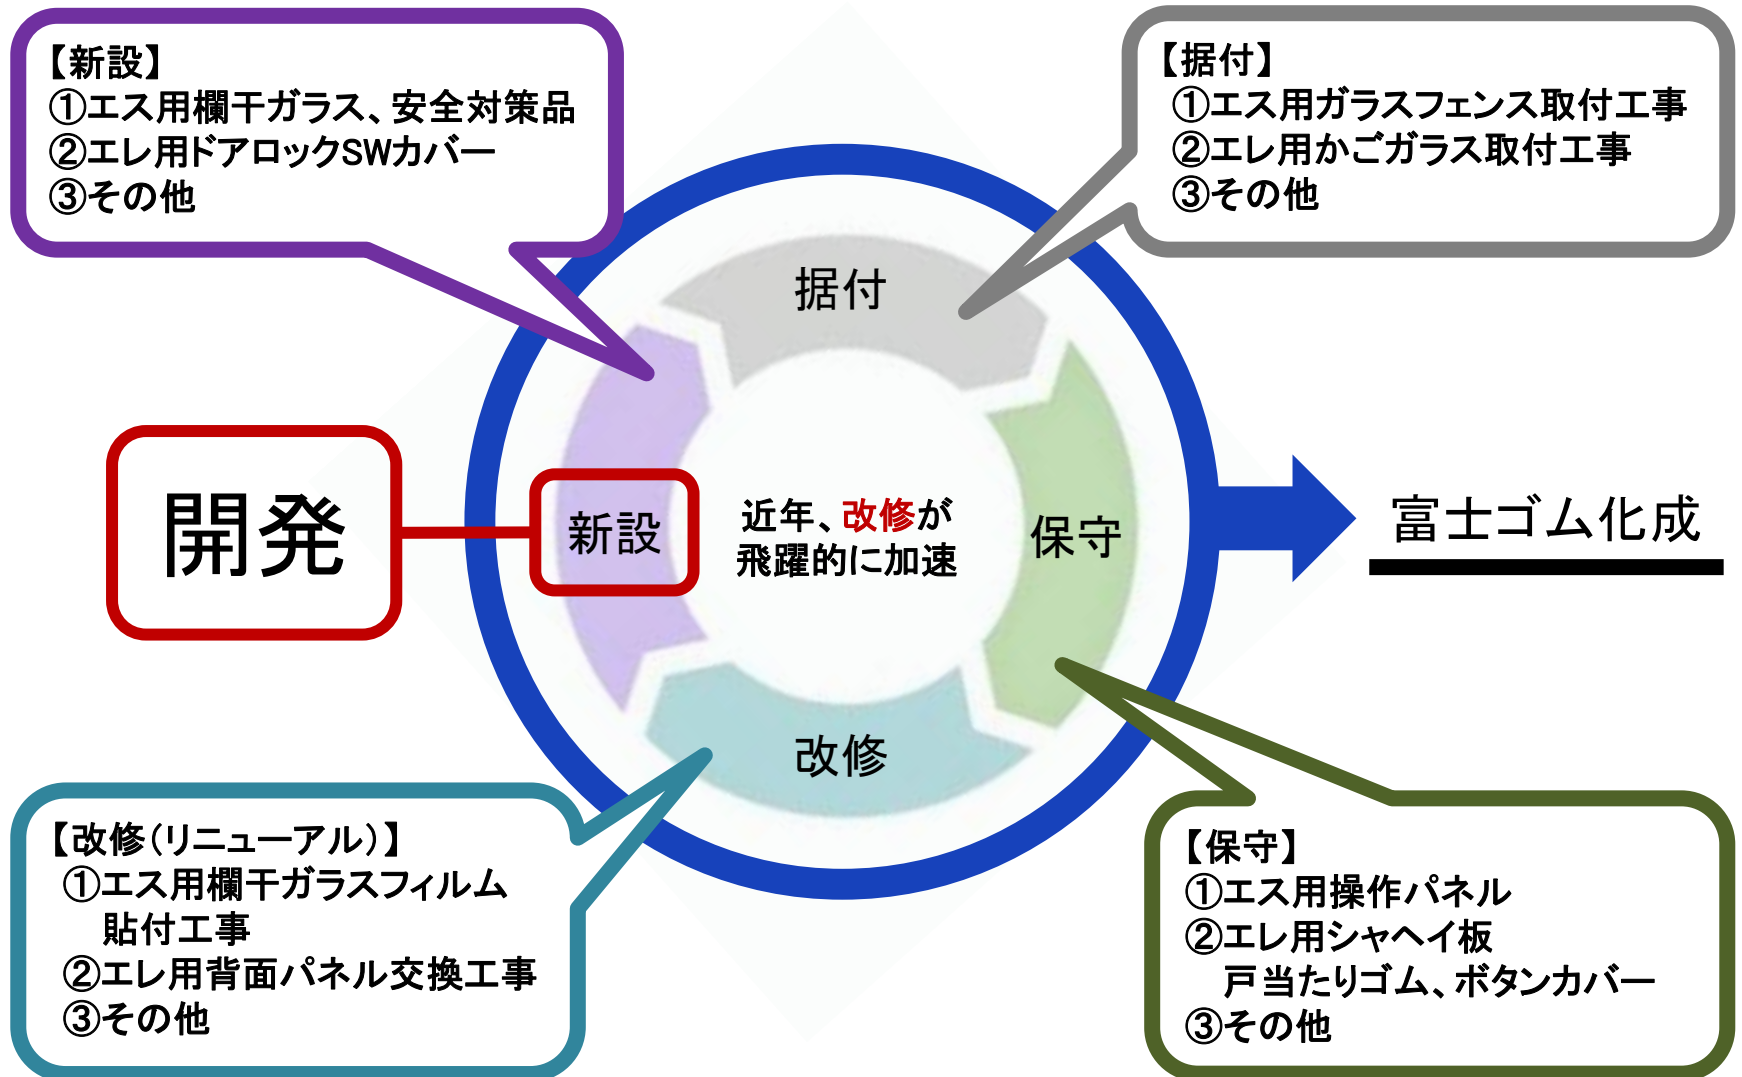 【新設】
①エス用欄干ガラス、安全対策品
②エレ用ドアロックSWカバー
③その他
【据付】
①エス用ガラスフェンス取付工事
②エレ用かごガラス取付工事
③その他
据付
開発
新設
近年、改修が
飛躍的に加速
保守
富士ゴム化成
改修
【改修（リニューアル）】
①エス用欄干ガラスフィルム
貼付工事
②エレ用背面パネル交換工事
③その他
【保守】
①エス用操作パネル
②エレ用シャヘイ板
戸当たりゴム、ボタンカバー
③その他